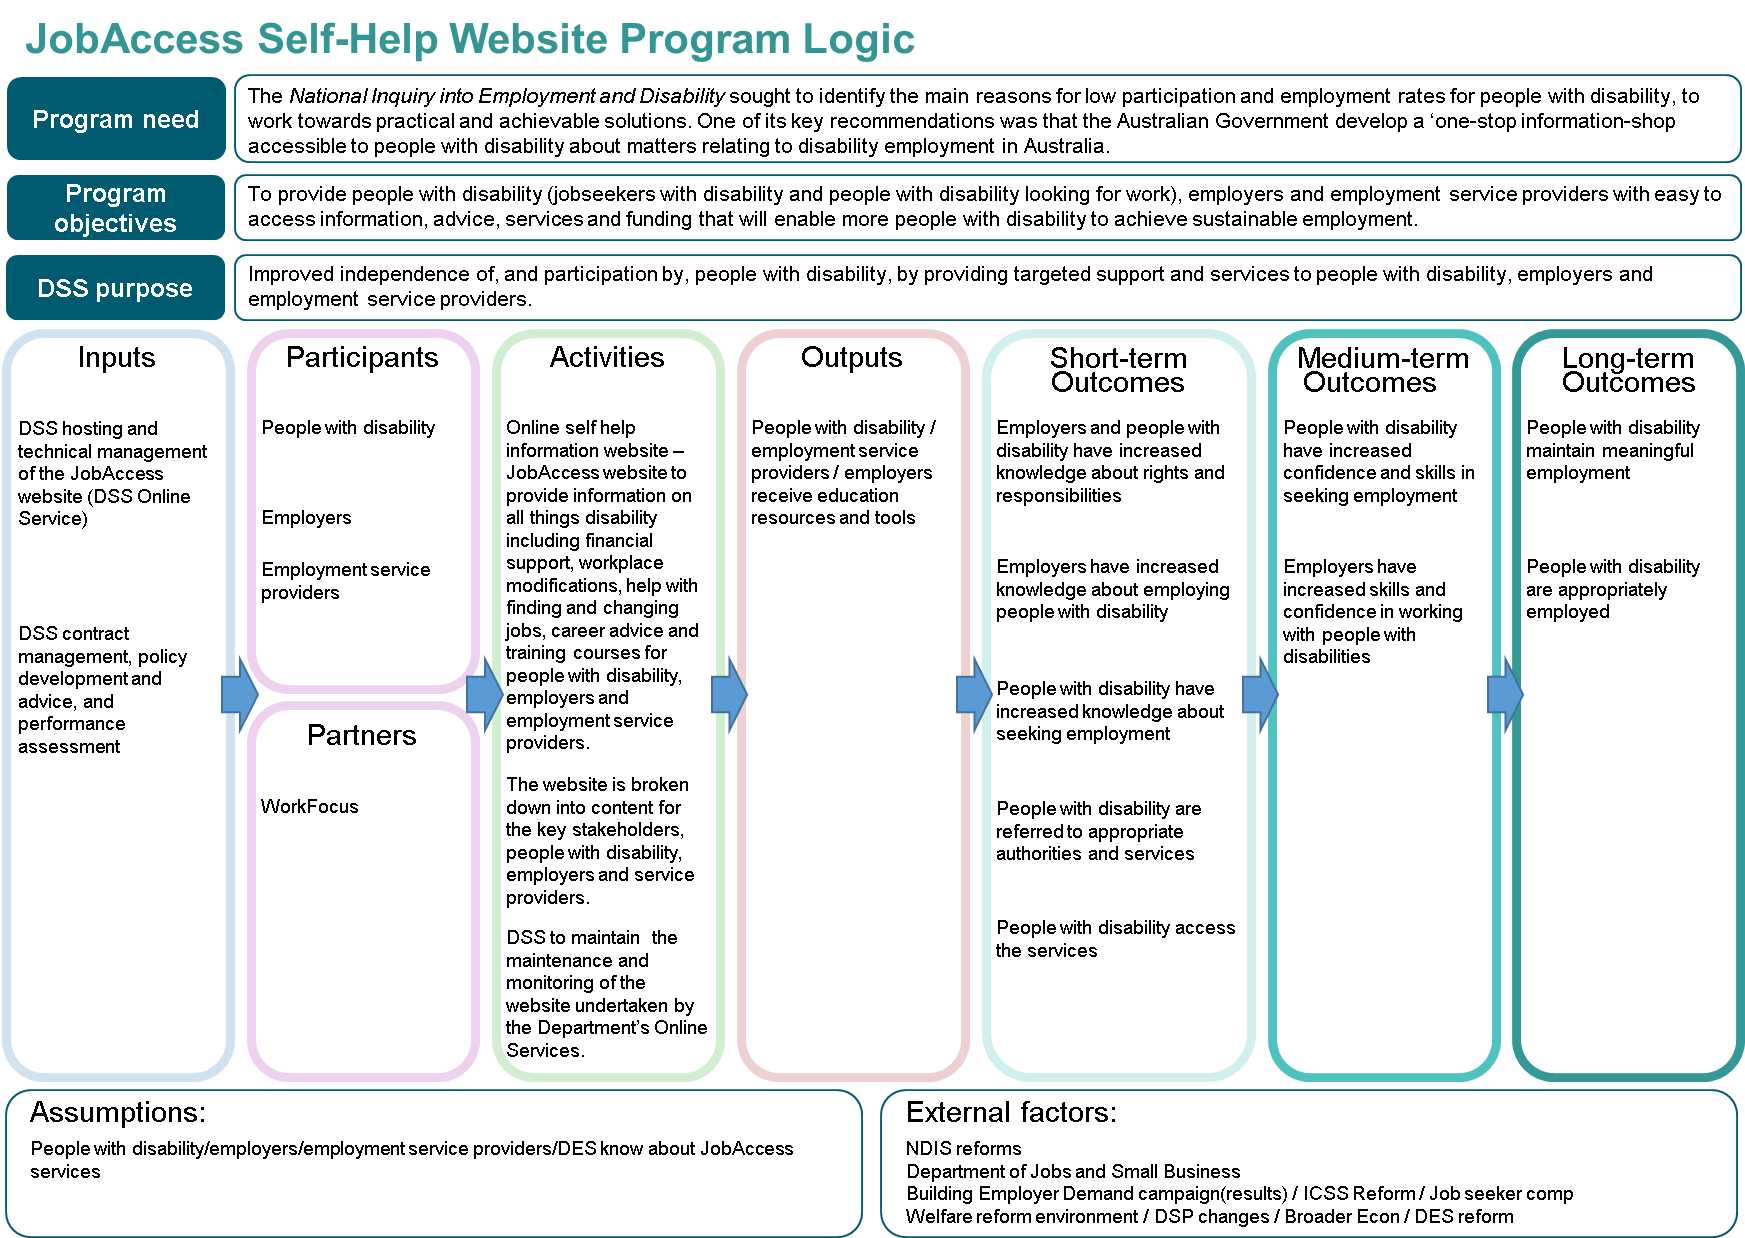 JobAccess Self-Help Website Program Logic
Program need
The National Inquiry into Employment and Disability sought to identify the main reasons for low participation and employment rates for people with disability, to
work towards practical and achievable solutions. One of its key recommendations was that the Australian Government develop a ‘one-stop information-shop
accessible to people with disability about matters relating to disability employment in Australia.
Program
objectives
To provide people with disability (jobseekers with disability and people with disability looking for work), employers and employment service providers with easy to
access information, advice, services and funding that will enable more people with disability to achieve sustainable employment.
DSS purpose
Improved independence of, and participation by, people with disability, by providing targeted support and services to people with disability, employers and
employment service providers.
Inputs
DSS hosting and
technical management
of the JobAccess
website (DSS Online
Service)
DSS contract
management, policy
development and
advice, and
performance
assessment
Participants
People with disability
Employers
Employment service
providers
Partners
WorkFocus
Activities
Online self help
information website –
JobAccess website to
provide information on
all things disability
including financial
support, workplace
modifications, help with
finding and changing
jobs, career advice and
training courses for
people with disability,
employers and
employment service
providers.
The website is broken
down into content for
the key stakeholders,
people with disability,
employers and service
providers.
DSS to maintain the
maintenance and
monitoring of the
website undertaken by
the Department’s Online
Services.
Outputs
People with disability /
employment service
providers / employers
receive education
resources and tools
Short-term
Outcomes
Employers and people with
disability have increased
knowledge about rights and
responsibilities
Employers have increased
knowledge about employing
people with disability
People with disability have
increased knowledge about
seeking employment
People with disability are
referred to appropriate
authorities and services
People with disability access
the services
Medium-term
Outcomes
People with disability
have increased
confidence and skills in
seeking employment
Employers have
increased skills and
confidence in working
with people with
disabilities
Long-term
Outcomes
People with disability
maintain meaningful
employment
People with disability
are appropriately
employed
Assumptions:
People with disability/employers/employment service providers/DES know about JobAccess
services
External factors:
NDIS reforms
Department of Jobs and Small Business
Building Employer Demand campaign(results) / ICSS Reform / Job seeker comp
Welfare reform environment / DSP changes / Broader Econ / DES reform